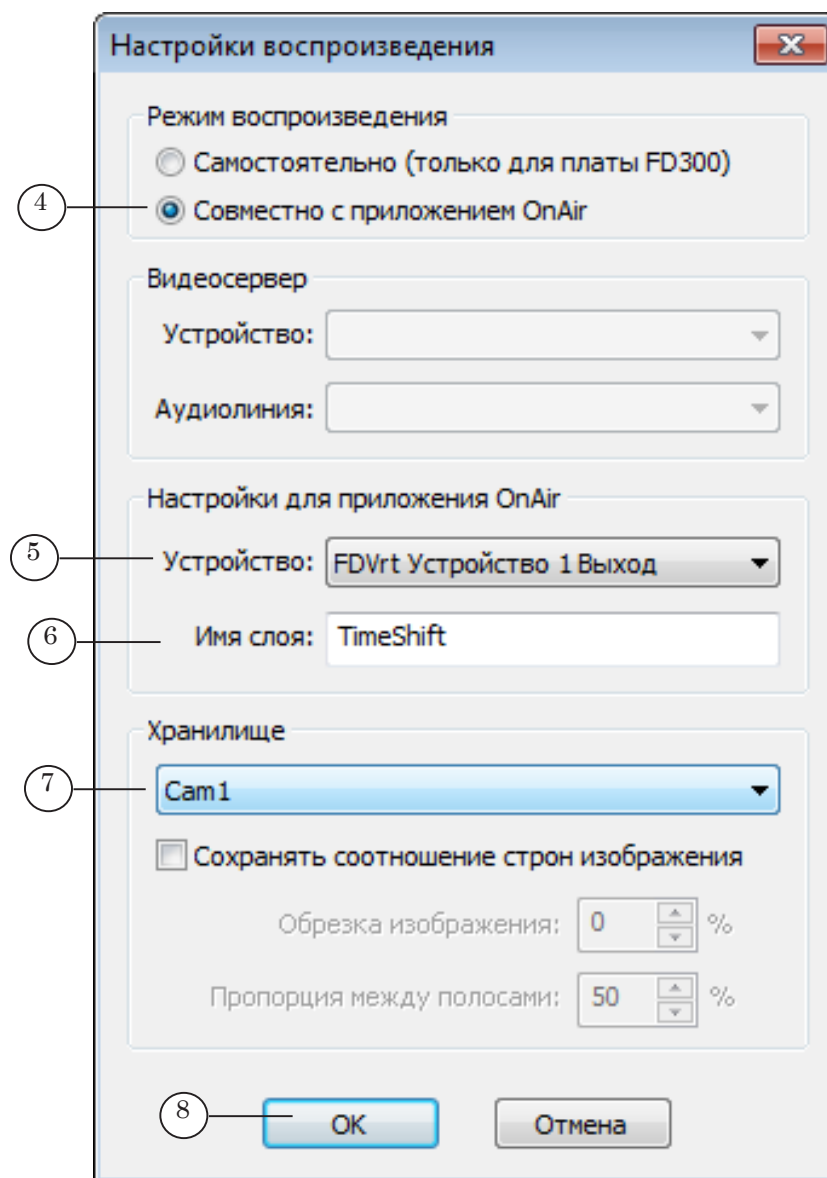 Настройки воспроизведения
Режим воспроизведения
Самостоятельно (только для платы FD300)
4 Совместно с приложением OnAir
Видеосервер
Устройство:
Аудиолиния:
Настройки для приложения OnAir
5 Устройство: FDVrt Устройство 1 Выход
6 Имя слоя: TimeShift
Хранилище
7 Cam1
Сохранять соотношение строн изображения
Обрезка изображения: 0 %
Пропорция между полосами: 50 %
8 OK Отмена